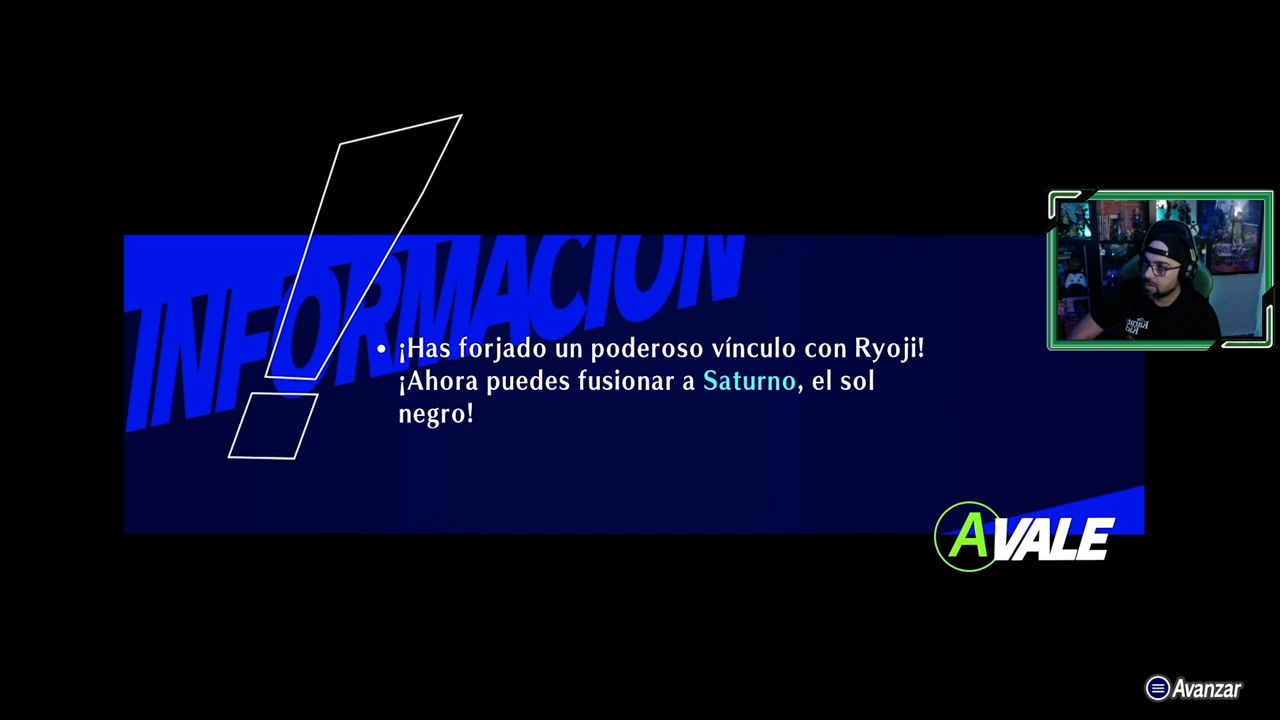 INFORMACIÓN
• ¡Has forjado un poderoso vínculo con Ryoji!
¡Ahora puedes fusionar a Saturno, el sol
negro!
A VALE
Avanzar